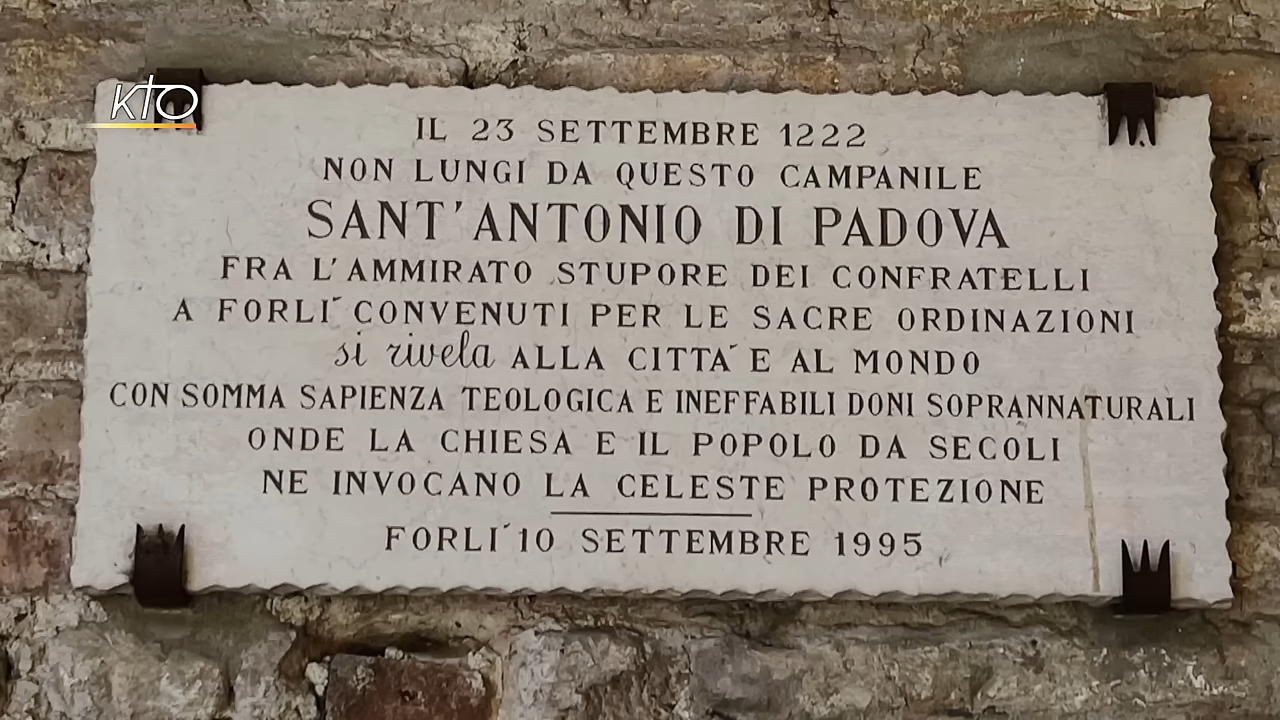 KTO
IL 23 SETTEMBRE 1222
NON LUNGI DA QUESTO CAMPANILE
SANT'ANTONIO DI PADOVA
FRA L'AMMIRATO STUPORE DEI CONFRATELLI
A FORLI´ CONVENUTI PER LE SACRE ORDINAZIONI
si rivela ALLA CITTA´ E AL MONDO
CON SOMMA SAPIENZA TEOLOGICA E INEFFABILI DONI SOPRANNATURALI
ONDE LA CHIESA E IL POPOLO DA SECOLI
NE INVOCANO LA CELESTE PROTEZIONE
FORLI´ 10 SETTEMBRE 1995